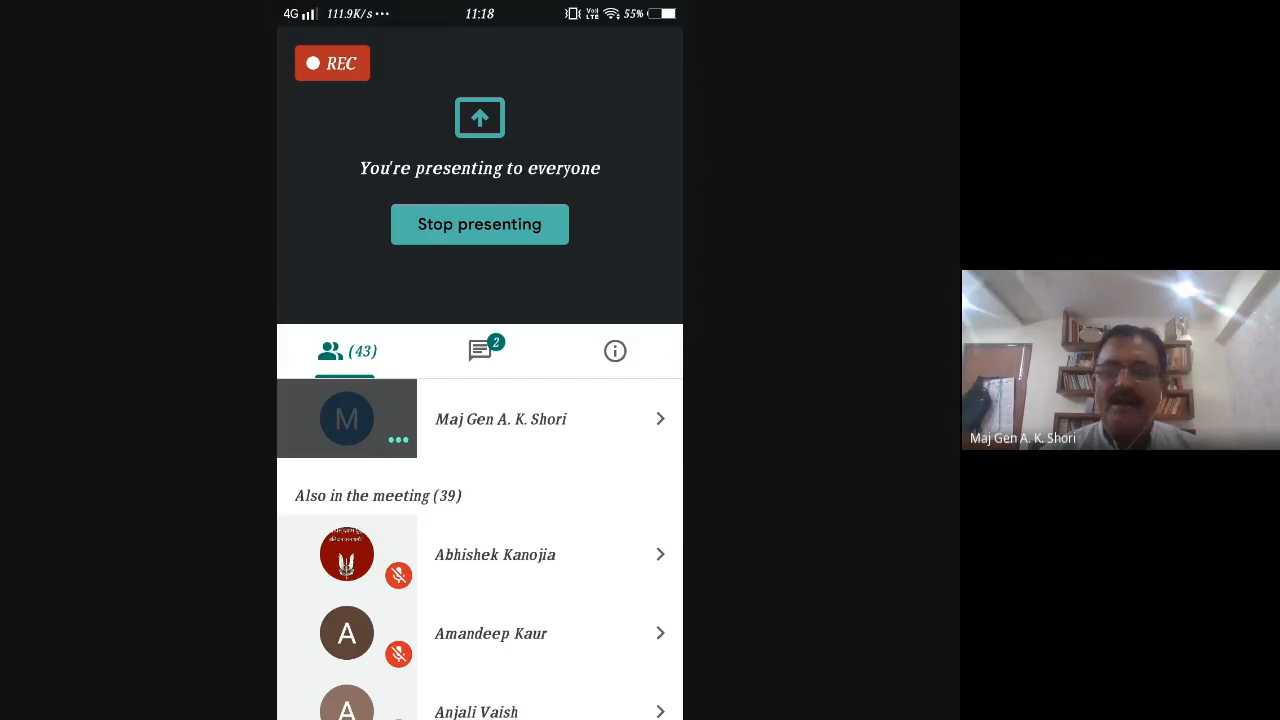 4G 111.9K/s ••• 11:18 VoLTE 55%
REC
You're presenting to everyone
Stop presenting
(43) 2
M Maj Gen A. K. Shori
Also in the meeting (39)
Abhishek Kanojia
A Amandeep Kaur
A Anjali Vaish
Maj Gen A. K. Shori